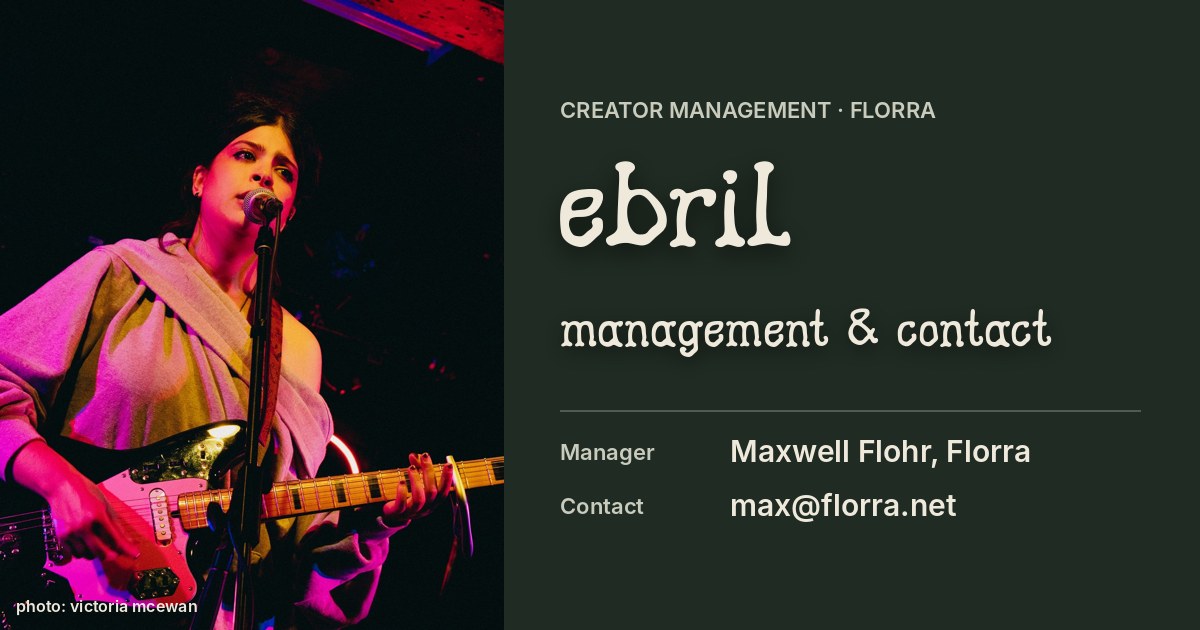 CREATOR MANAGEMENT · FLORRA
ebril
management & contact
Manager Maxwell Flohr, Florra
Contact max@florra.net
photo: victoria mcewan